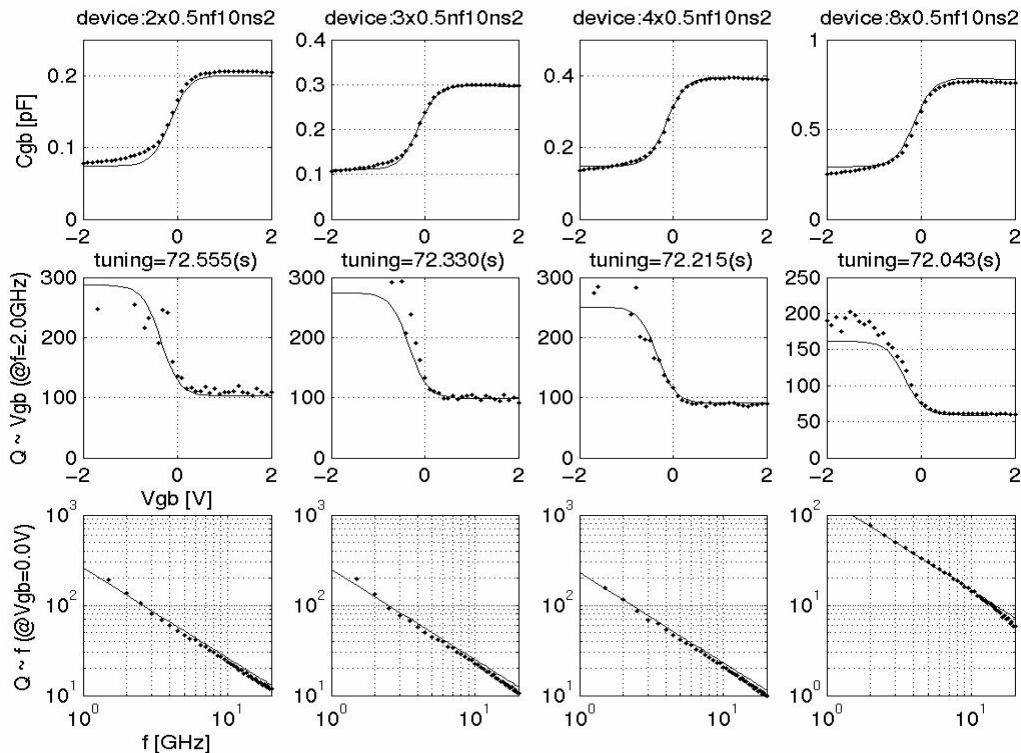 device:2x0.5nf10ns2 device:3x0.5nf10ns2 device:4x0.5nf10ns2 device:8x0.5nf10ns2
Cgb [pF]
0.2 0.4 0.4 1
0.1 0.3 0.2 0.5
0 0.2 0 0
0.1
0
−2 0 2 −2 0 2 −2 0 2 −2 0 2
tuning=72.555(s) tuning=72.330(s) tuning=72.215(s) tuning=72.043(s)
Q ~ Vgb (@f=2.0GHz)
300 300 300 250
200 200 200 200
100 100 100 150
0 0 0 100
50
0
−2 0 2 −2 0 2 −2 0 2 −2 0 2
Vgb [V]
Q ~ f (@Vgb=0.0V)
10³ 10³ 10³ 10²
10² 10² 10² 10¹
10¹ 10¹ 10¹ 10⁰
10⁰ 10¹ 10⁰ 10¹ 10⁰ 10¹ 10⁰ 10¹
f [GHz]